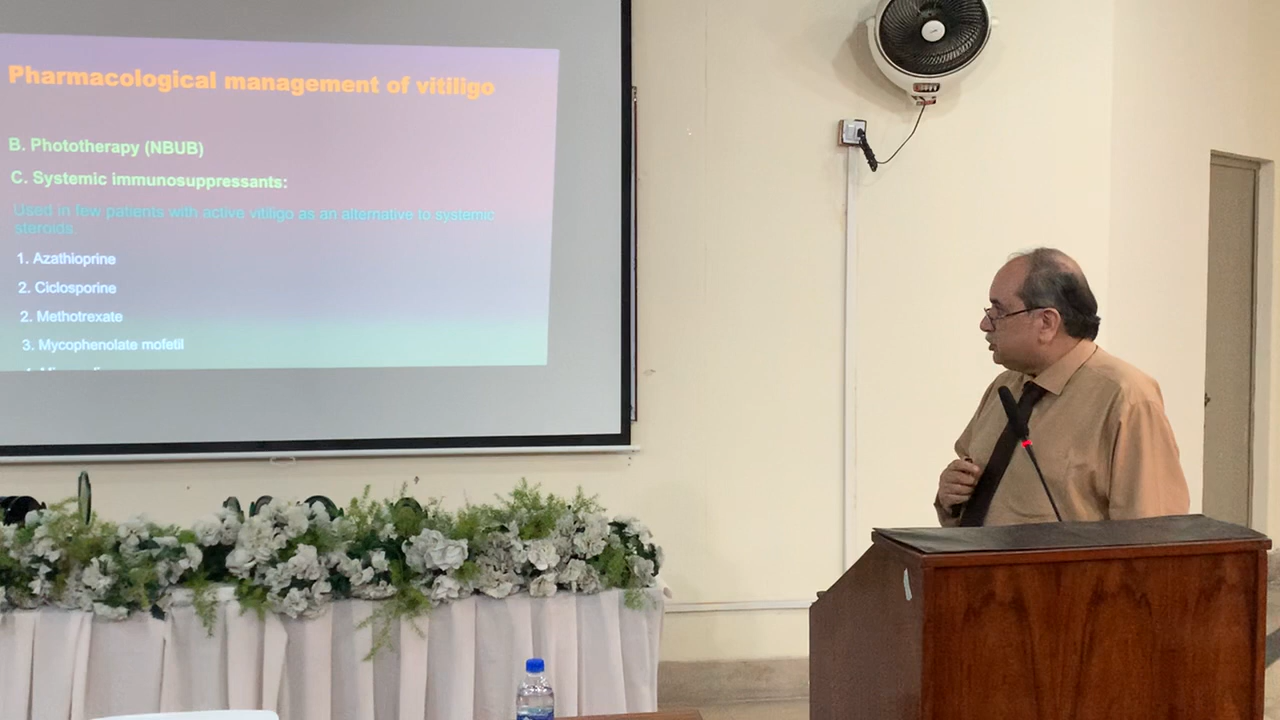 Pharmacological management of vitiligo
B. Phototherapy (NBUB)
C. Systemic immunosuppressants:
Used in few patients with active vitiligo as an alternative to systemic
steroids
1. Azathioprine
2. Ciclosporine
2. Methotrexate
3. Mycophenolate mofetil